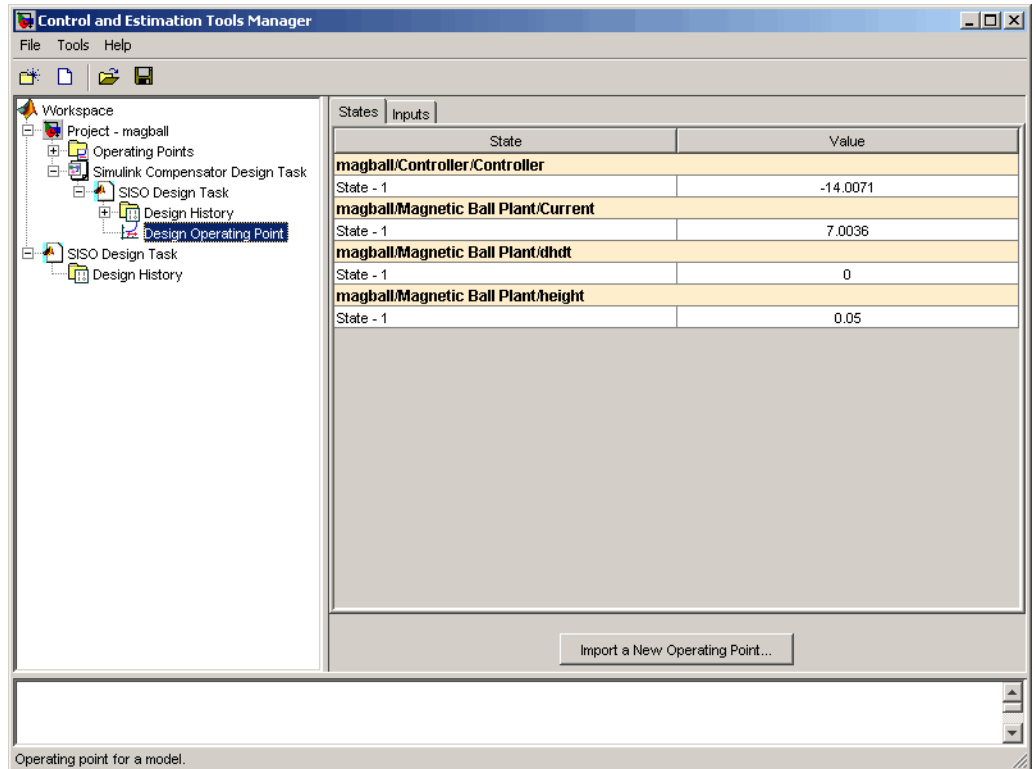 Control and Estimation Tools Manager
File Tools Help
Workspace
Project - magball
Operating Points
Simulink Compensator Design Task
SISO Design Task
Design History
Design Operating Point
SISO Design Task
Design History
States Inputs
State Value
magball/Controller/Controller
State - 1 -14.0071
magball/Magnetic Ball Plant/Current
State - 1 7.0036
magball/Magnetic Ball Plant/dhdt
State - 1 0
magball/Magnetic Ball Plant/height
State - 1 0.05
Import a New Operating Point...
Operating point for a model.